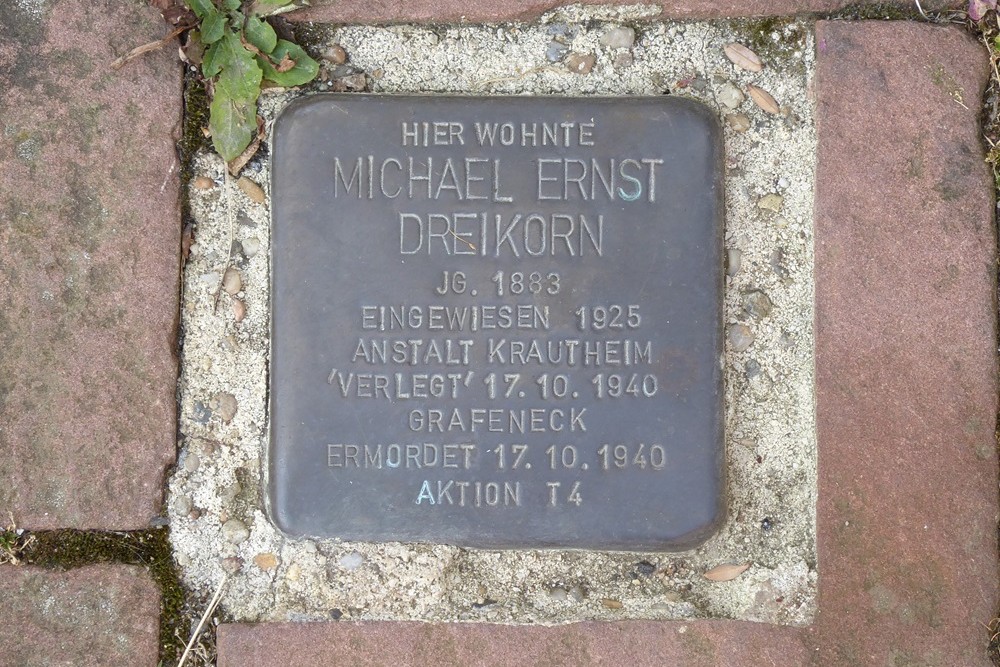 HIER WOHNTE
MICHAEL ERNST
DREIKORN
JG. 1883
EINGEWIESEN 1925
ANSTALT KRAUTHEIM
'VERLEGT' 17. 10. 1940
GRAFENECK
ERMORDET 17. 10. 1940
AKTION T4